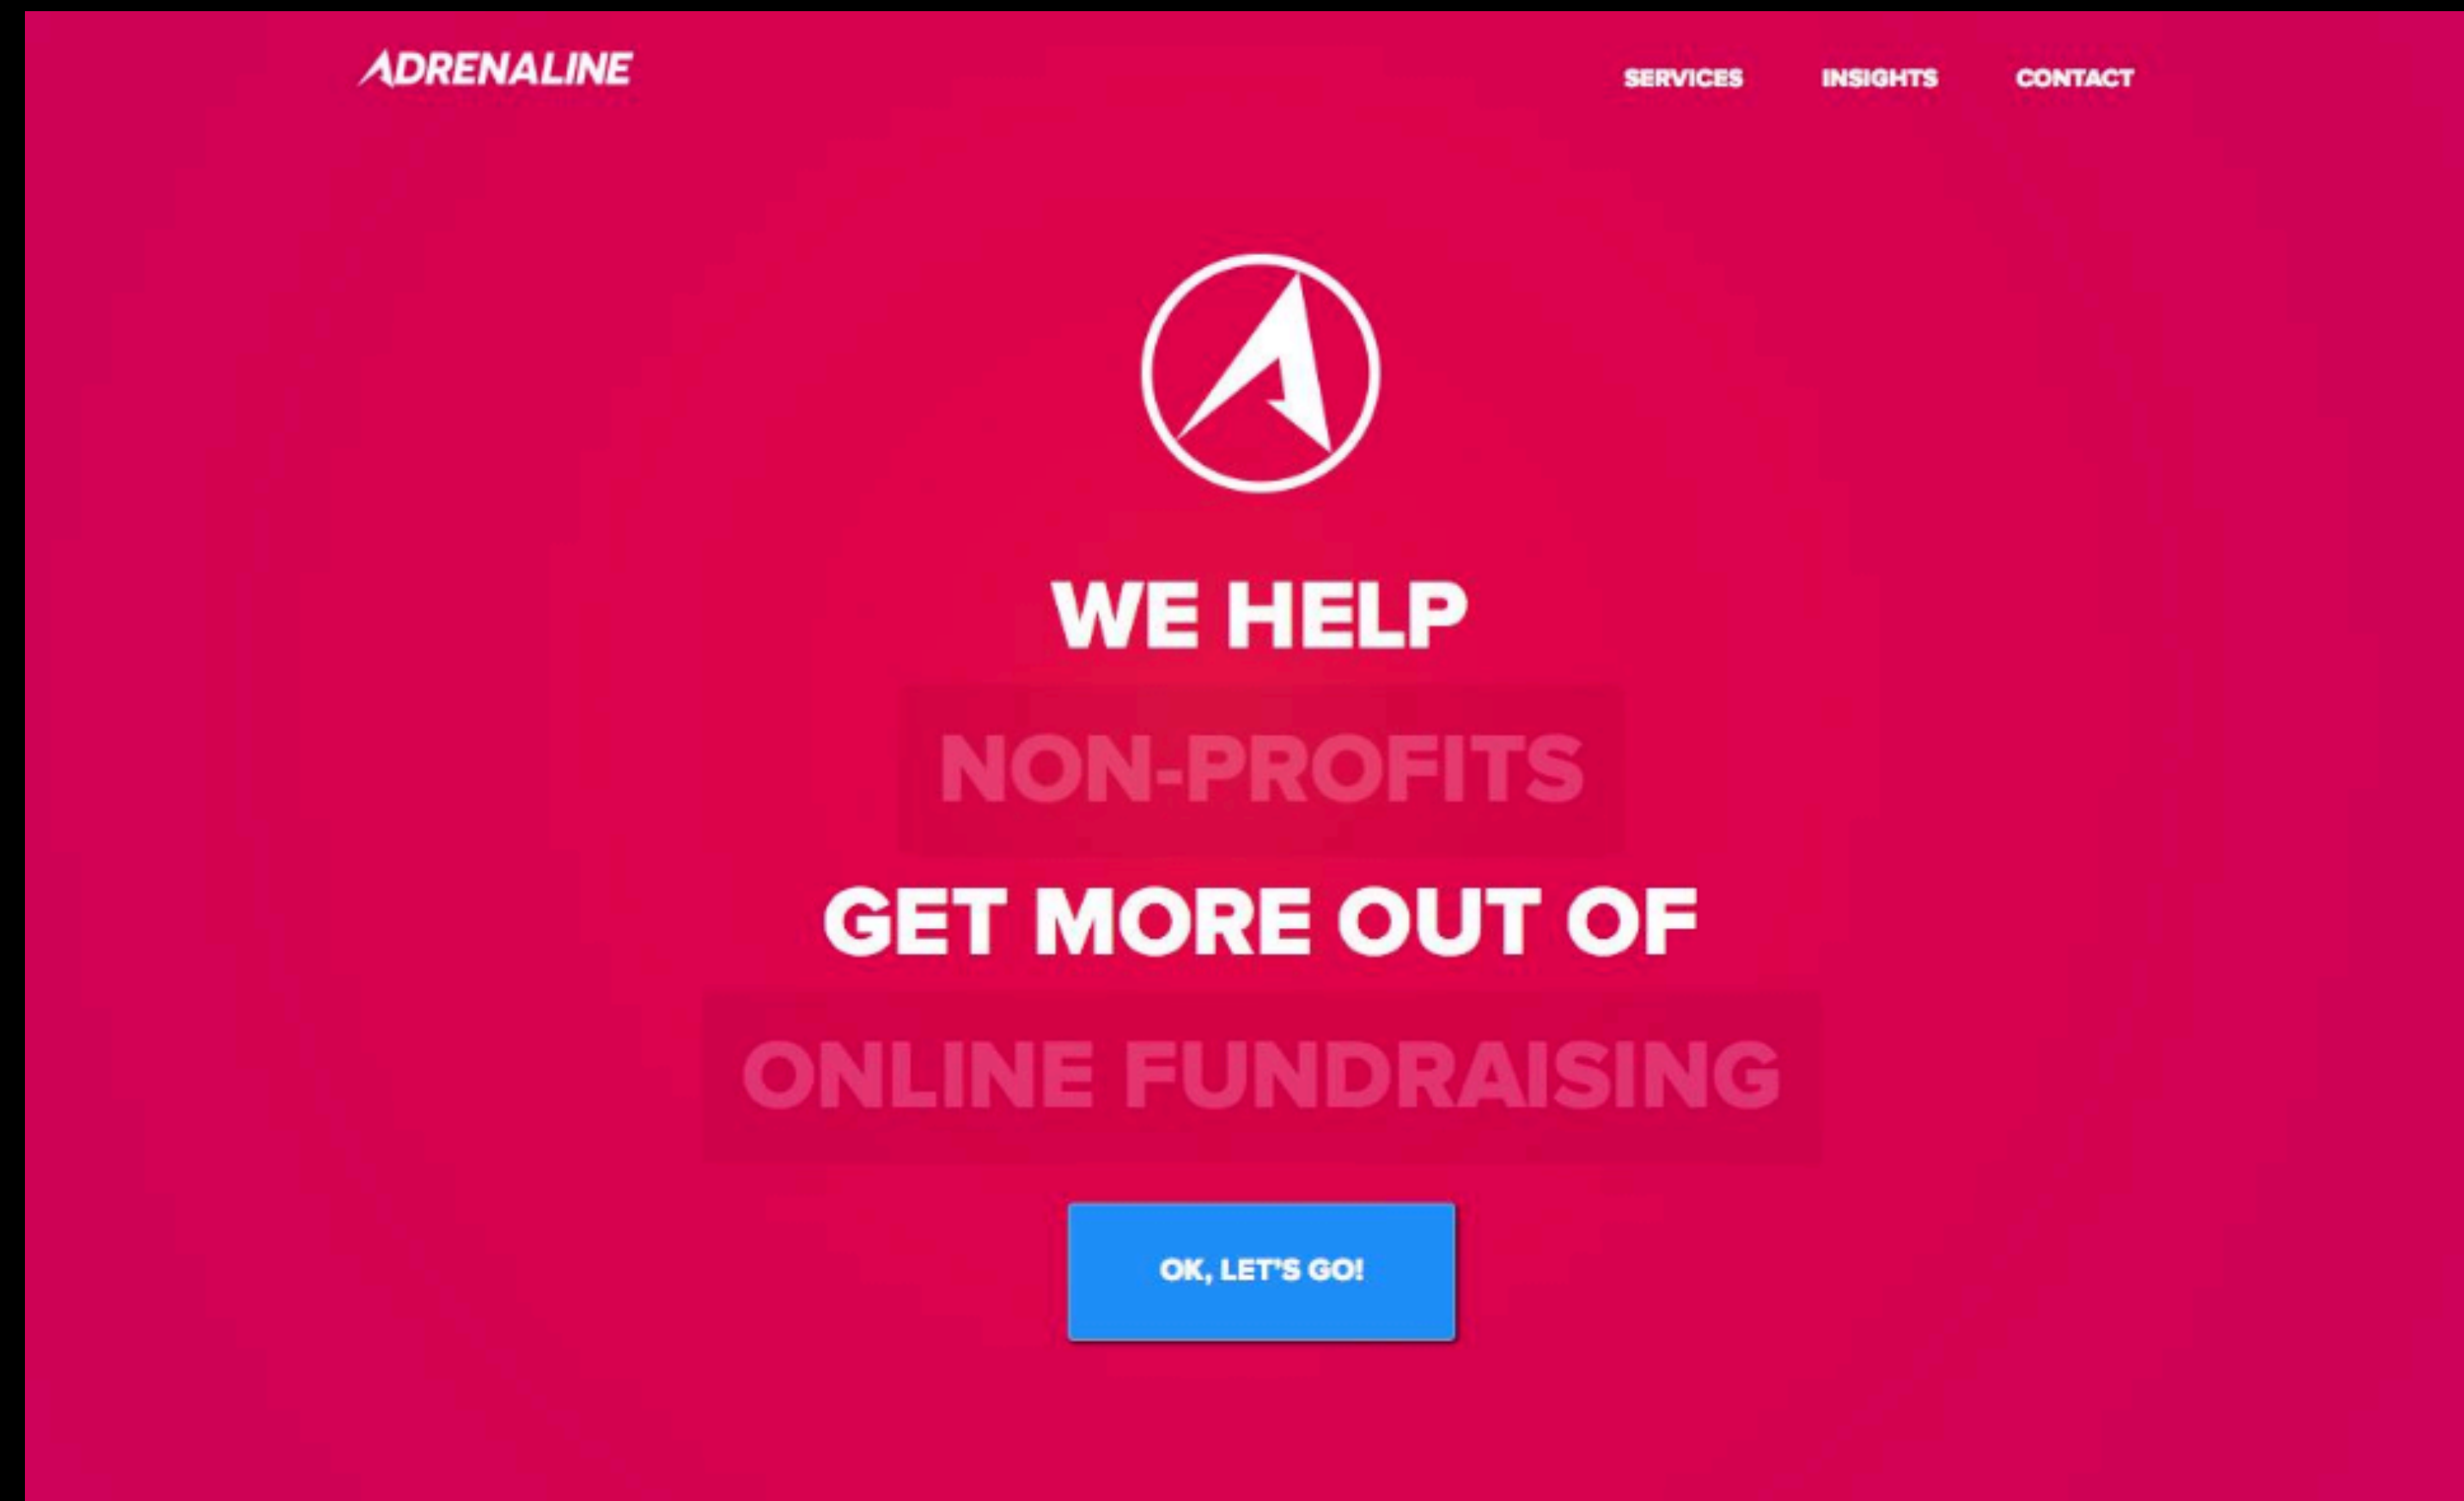 ADRENALINE
SERVICES INSIGHTS CONTACT
WE HELP
NON-PROFITS
GET MORE OUT OF
ONLINE FUNDRAISING
OK, LET'S GO!